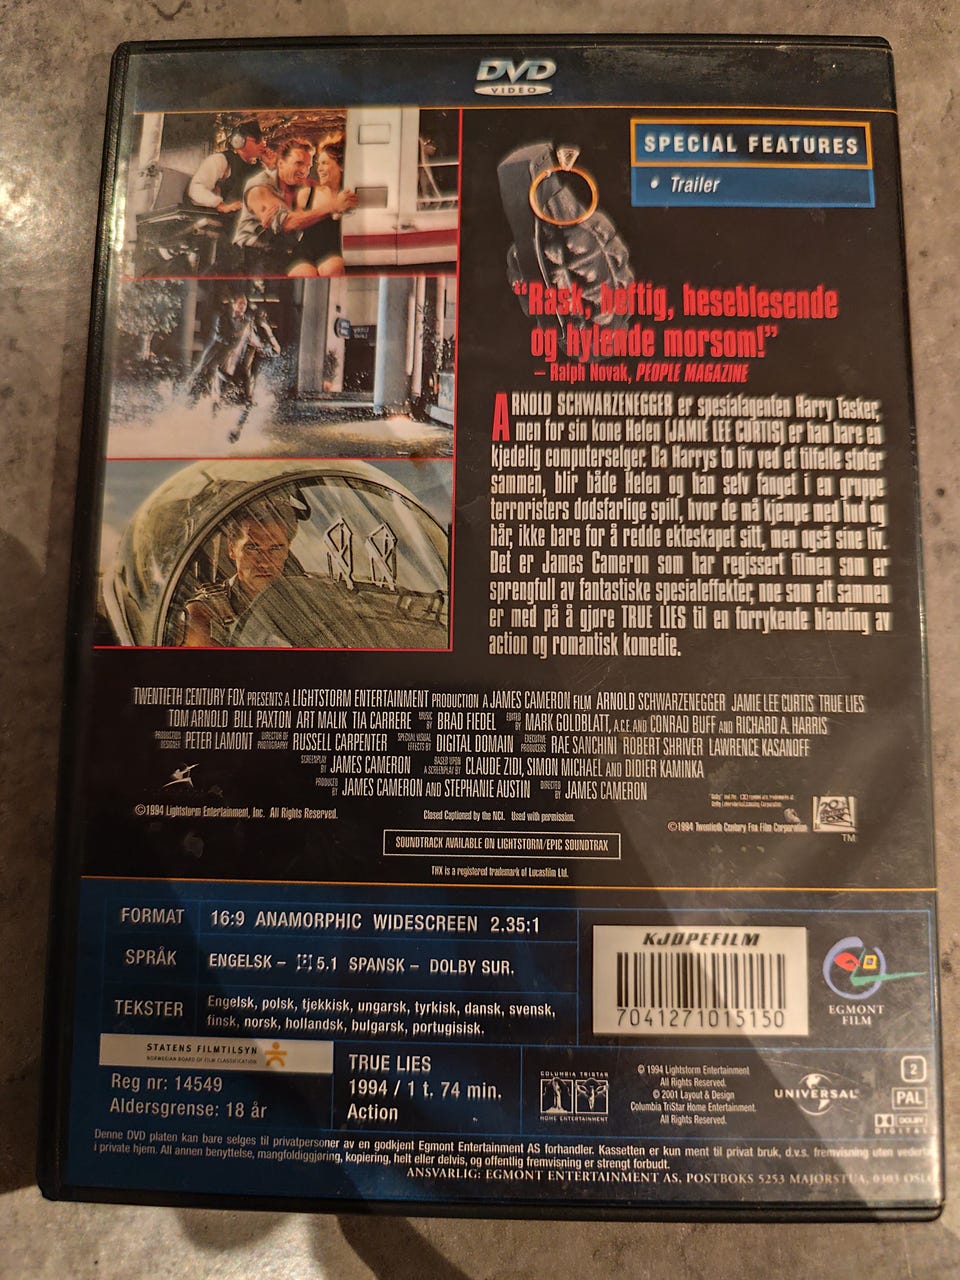 DVD
VIDEO
SPECIAL FEATURES
• Trailer
“Rask, heftig, heseblesende
og hylende morsom!”
– Ralph Novak, PEOPLE MAGAZINE
ARNOLD SCHWARZENEGGER er spesialagenten Harry Tasker,
men for sin kone Helen (JAMIE LEE CURTIS) er han bare en
kjedelig computerselger. Da Harrys to liv ved et tilfelle støter
sammen, blir både Helen og han selv fanget i en gruppe
terroristers dødsfarlige spill, hvor de må kjempe med hud og
hår, ikke bare for å redde ekteskapet sitt, men også sine liv.
Det er James Cameron som har regissert filmen som er
sprengfull av fantastiske spesialeffekter, noe som alt sammen
er med på å gjøre TRUE LIES til en forrykende blanding av
action og romantisk komedie.
TWENTIETH CENTURY FOX PRESENTS A LIGHTSTORM ENTERTAINMENT PRODUCTION A JAMES CAMERON FILM ARNOLD SCHWARZENEGGER JAMIE LEE CURTIS TRUE LIES
TOM ARNOLD BILL PAXTON ART MALIK TIA CARRERE MUSIC BY BRAD FIEDEL EDITED BY MARK GOLDBLATT, A.C.E. AND CONRAD BUFF AND RICHARD A. HARRIS
PRODUCTION DESIGNER PETER LAMONT DIRECTOR OF PHOTOGRAPHY RUSSELL CARPENTER SPECIAL VISUAL EFFECTS BY DIGITAL DOMAIN EXECUTIVE PRODUCERS RAE SANCHINI ROBERT SHRIVER LAWRENCE KASANOFF
SCREENPLAY BY JAMES CAMERON BASED UPON A SCREENPLAY BY CLAUDE ZIDI, SIMON MICHAEL AND DIDIER KAMINKA
PRODUCED BY JAMES CAMERON AND STEPHANIE AUSTIN DIRECTED BY JAMES CAMERON
©1994 Lightstorm Entertainment, Inc. All Rights Reserved.
Closed Captioned by the NCI. Used with permission.
©1994 Twentieth Century Fox Film Corporation
TM
SOUNDTRACK AVAILABLE ON LIGHTSTORM/EPIC SOUNDTRAX
THX is a registered trademark of Lucasfilm Ltd.
FORMAT 16:9 ANAMORPHIC WIDESCREEN 2.35:1
SPRÅK ENGELSK – 5.1 SPANSK – DOLBY SUR.
TEKSTER Engelsk, polsk, tjekkisk, ungarsk, tyrkisk, dansk, svensk,
finsk, norsk, hollandsk, bulgarsk, portugisisk.
KJØPEFILM
7041271015150
EGMONT
FILM
STATENS FILMTILSYN
NORWEGIAN BOARD OF FILM CLASSIFICATION
Reg nr: 14549
Aldersgrense: 18 år
TRUE LIES
1994 / 1 t. 74 min.
Action
COLUMBIA TRISTAR
HOME ENTERTAINMENT
© 1994 Lightstorm Entertainment
All Rights Reserved.
© 2001 Layout & Design
Columbia TriStar Home Entertainment.
All Rights Reserved.
UNIVERSAL
2
PAL
DOLBY
DIGITAL
Denne DVD platen kan bare selges til privatpersoner av en godkjent Egmont Entertainment AS forhandler. Kassetten er kun ment til privat bruk, d.v.s. fremvisning uten
i private hjem. All annen benyttelse, mangfoldiggjøring, kopiering, helt eller delvis, og offentlig fremvisning er strengt forbudt.
ANSVARLIG: EGMONT ENTERTAINMENT AS, POSTBOKS 5253 MAJORSTUA, 0303 OSLO